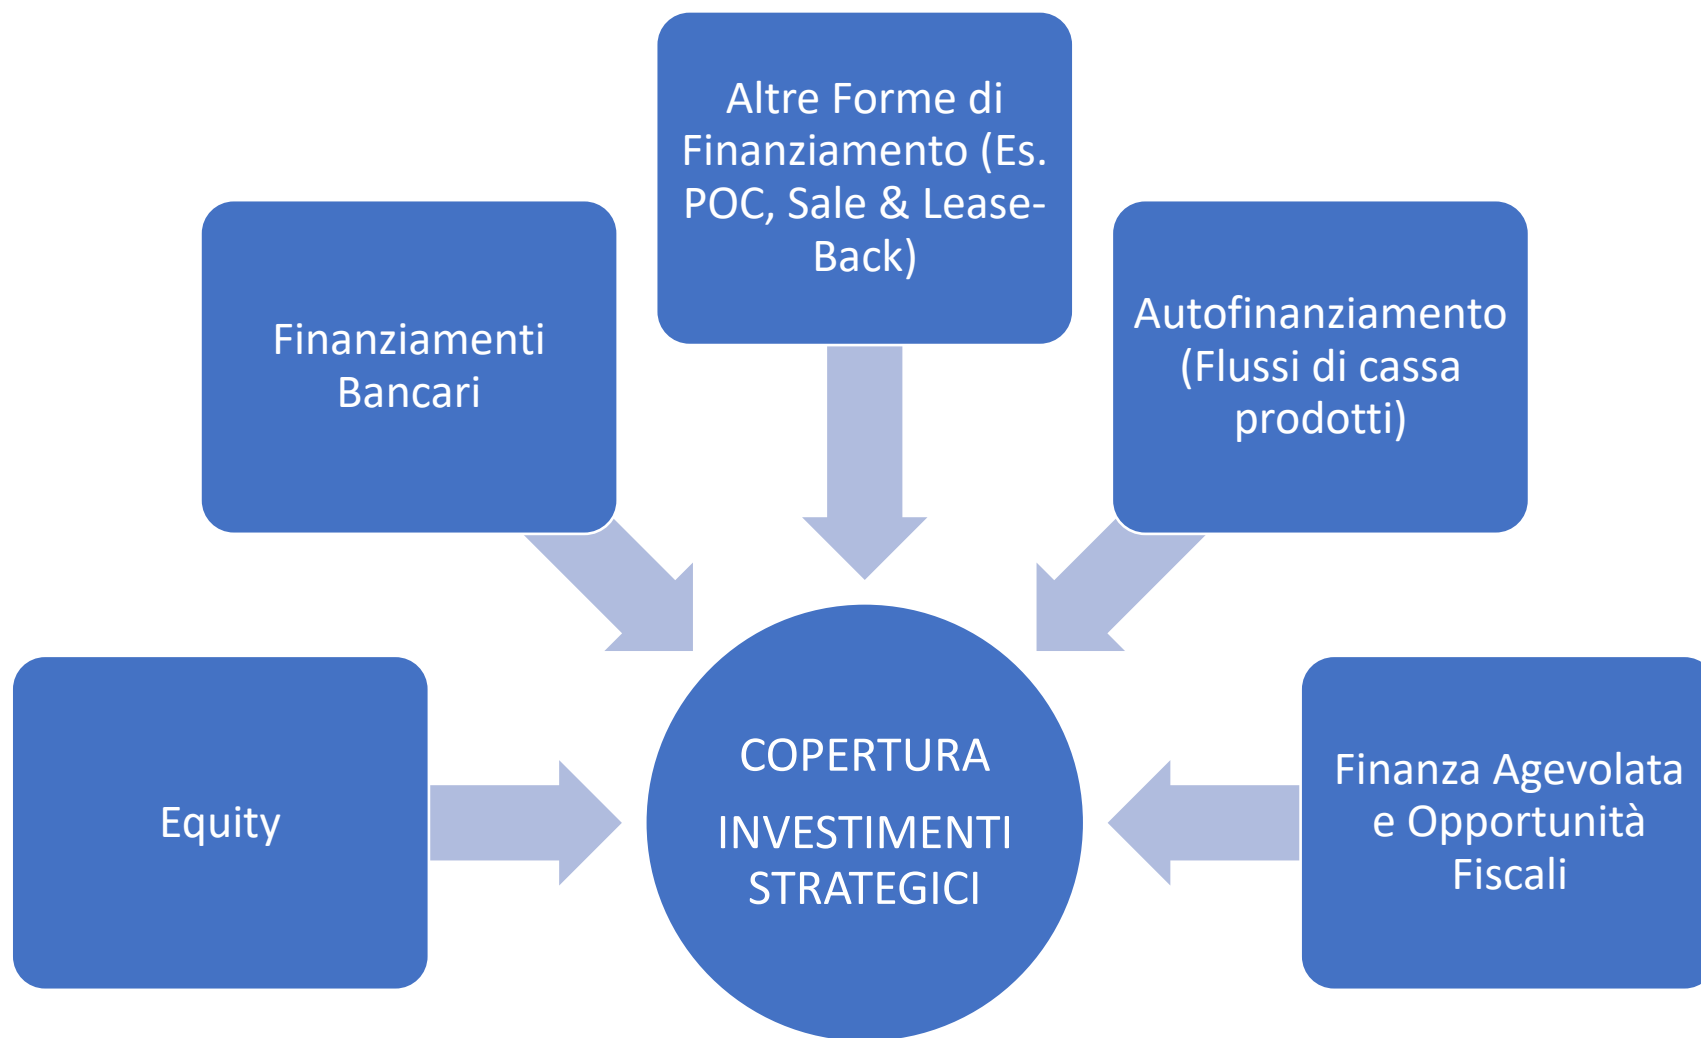 Altre Forme di
Finanziamento (Es.
POC, Sale & Lease-
Back)
Finanziamenti
Bancari
Autofinanziamento
(Flussi di cassa
prodotti)
Equity
COPERTURA
INVESTIMENTI
STRATEGICI
Finanza Agevolata
e Opportunità
Fiscali